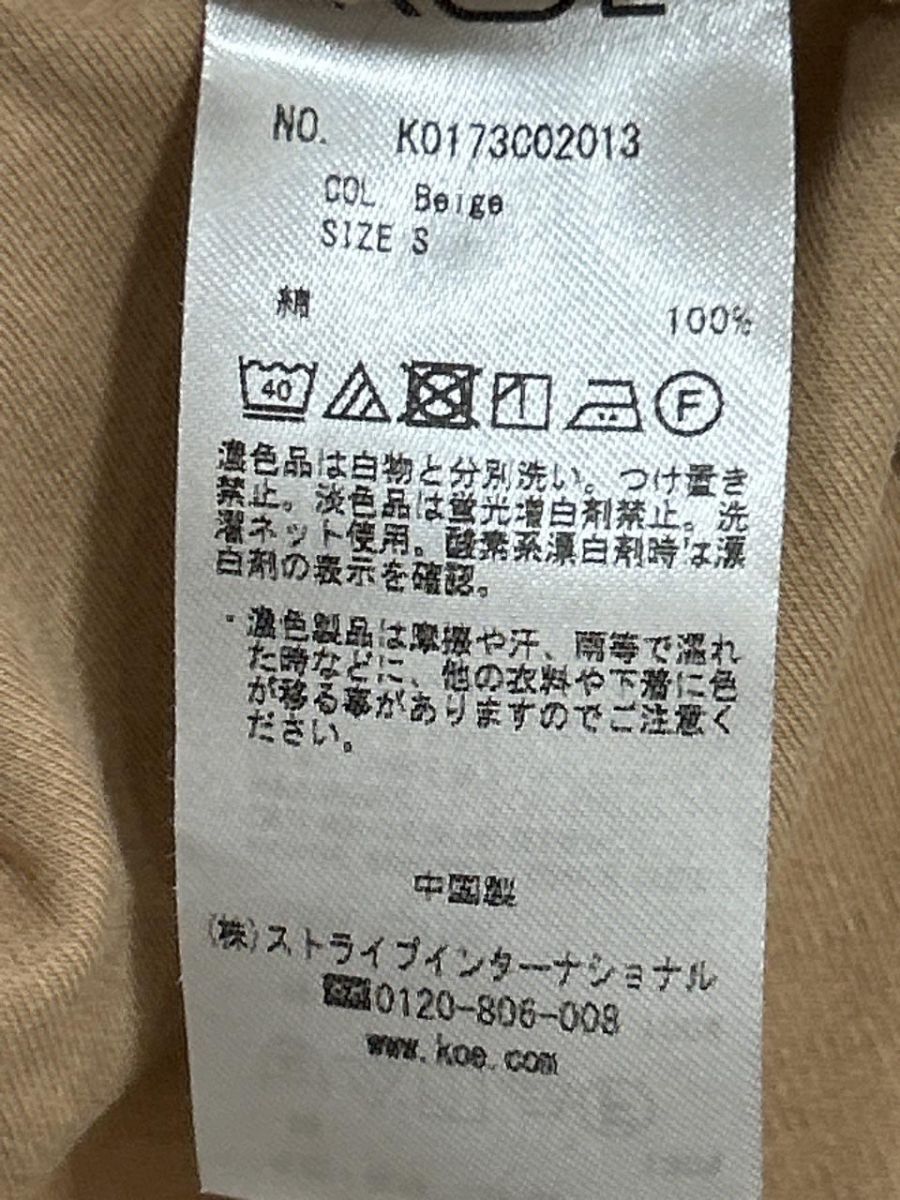 NO. K0173C02013
COL Beige
SIZE S
綿 100%
40
F
濃色品は白物と分別洗い。つけ置き
禁止。淡色品は蛍光増白剤禁止。洗
濯ネット使用。酸素系漂白剤時は漂
白剤の表示を確認。
・濃色製品は摩擦や汗、雨等で濡れ
た時などに、他の衣料や下着に色
が移る事がありますのでご注意く
ださい。
中国製
(株)ストライプインターナショナル
0120-806-008
www.koe.com